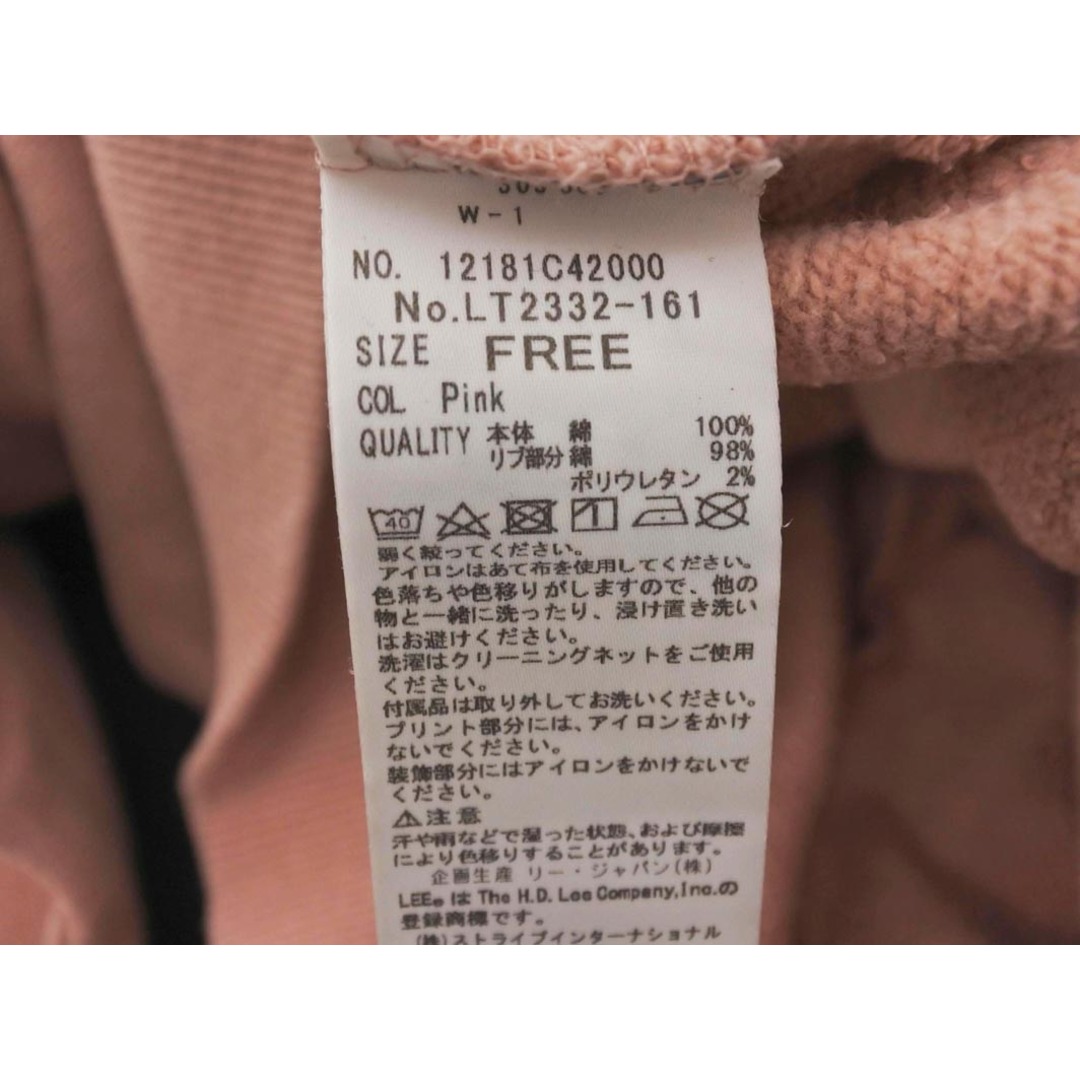 W-1
NO. 12181C42000
No.LT2332-161
SIZE FREE
COL Pink
QUALITY 本体 綿 100%
リブ部分 綿 98%
ポリウレタン 2%
40 1
弱く絞ってください。
アイロンはあて布を使用してください。
色落ちや色移りがしますので、他の
物と一緒に洗ったり、浸け置き洗い
はお避けください。
洗濯はクリーニングネットをご使用
ください。
付属品は取り外してお洗いください。
プリント部分には、アイロンをかけ
ないでください。
装飾部分にはアイロンをかけないで
ください。
⚠注意
汗や雨などで湿った状態、および摩擦
により色移りすることがあります。
企画生産 リー・ジャパン(株)
LEE®は The H.D. Lee Company,Inc.の
登録商標です。
(株)ストライプインターナショナル